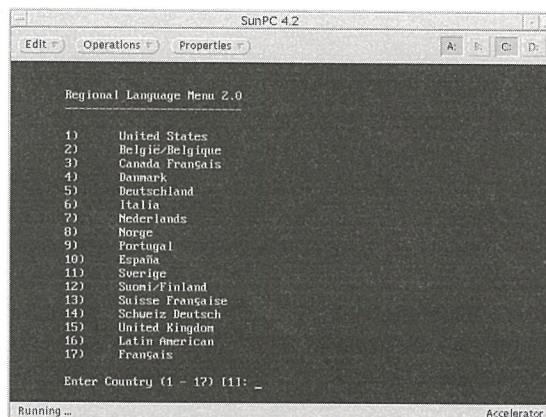 SunPC 4.2
Edit Operations Properties A: B: C: D:
Regional Language Menu 2.0
--------------------------
1) United States
2) België/Belgique
3) Canada Français
4) Danmark
5) Deutschland
6) Italia
7) Nederlands
8) Norge
9) Portugal
10) España
11) Sverige
12) Suomi/Finland
13) Suisse Française
14) Schweiz Deutsch
15) United Kingdom
16) Latin American
17) Français
Enter Country (1 - 17) [1]: _
Running ... Accelerator